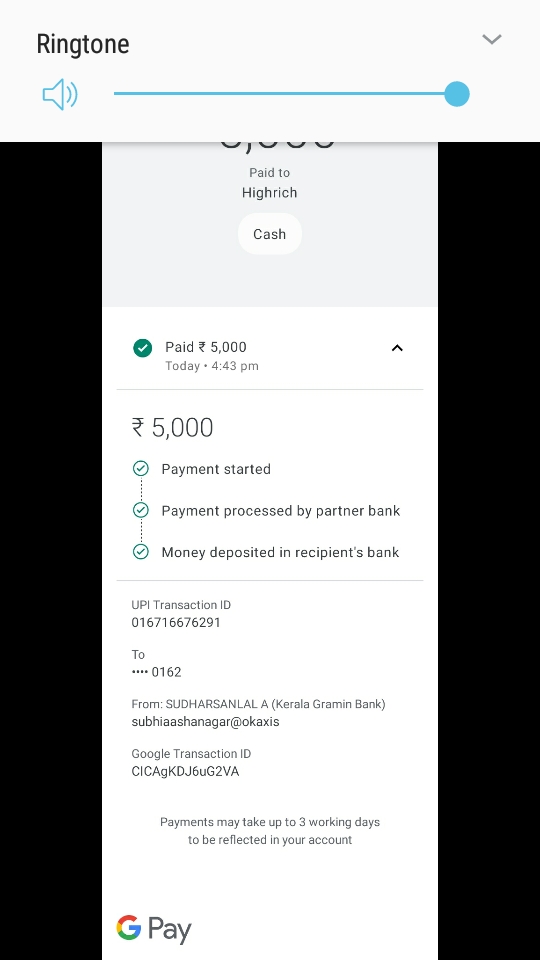 Ringtone
Paid to
Highrich
Cash
Paid ₹ 5,000
Today • 4:43 pm
₹ 5,000
Payment started
Payment processed by partner bank
Money deposited in recipient's bank
UPI Transaction ID
016716676291
To
•••• 0162
From: SUDHARSANLAL A (Kerala Gramin Bank)
subhiaashanagar@okaxis
Google Transaction ID
CICAgKDJ6uG2VA
Payments may take up to 3 working days
to be reflected in your account
G Pay